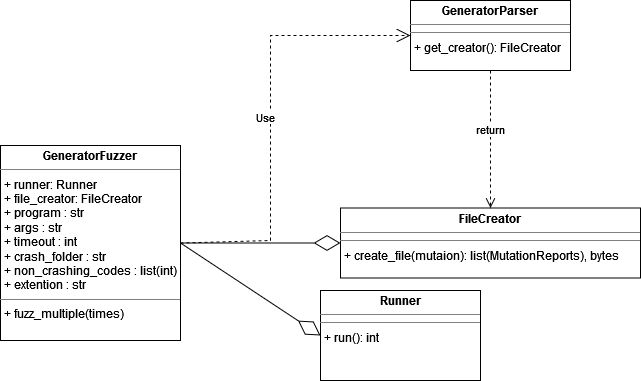 GeneratorParser
+ get_creator(): FileCreator
Use
return
GeneratorFuzzer
+ runner: Runner
+ file_creator: FileCreator
+ program : str
+ args : str
+ timeout : int
+ crash_folder : str
+ non_crashing_codes : list(int)
+ extention : str
+ fuzz_multiple(times)
FileCreator
+ create_file(mutaion): list(MutationReports), bytes
Runner
+ run(): int